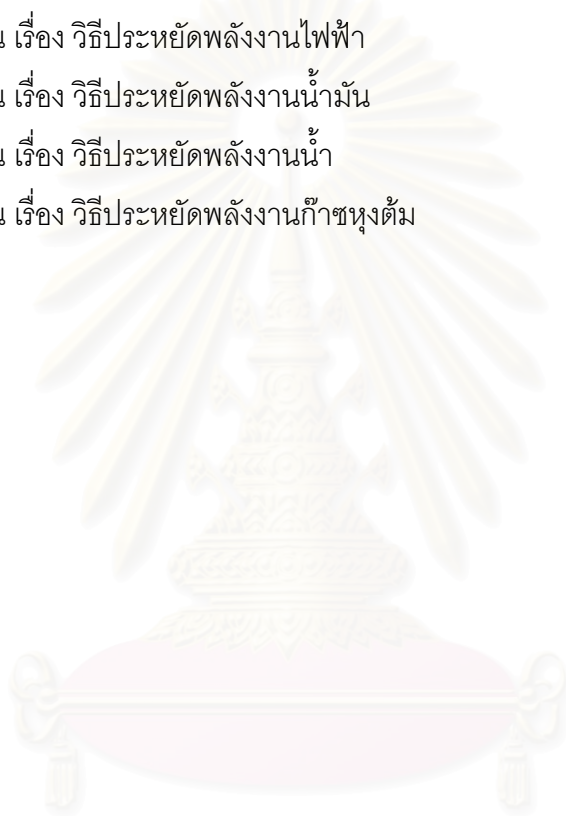 น เรื่อง วิธีประหยัดพลังงานไฟฟ้า
น เรื่อง วิธีประหยัดพลังงานน้ำมัน
น เรื่อง วิธีประหยัดพลังงานน้ำ
น เรื่อง วิธีประหยัดพลังงานก๊าซหุงต้ม